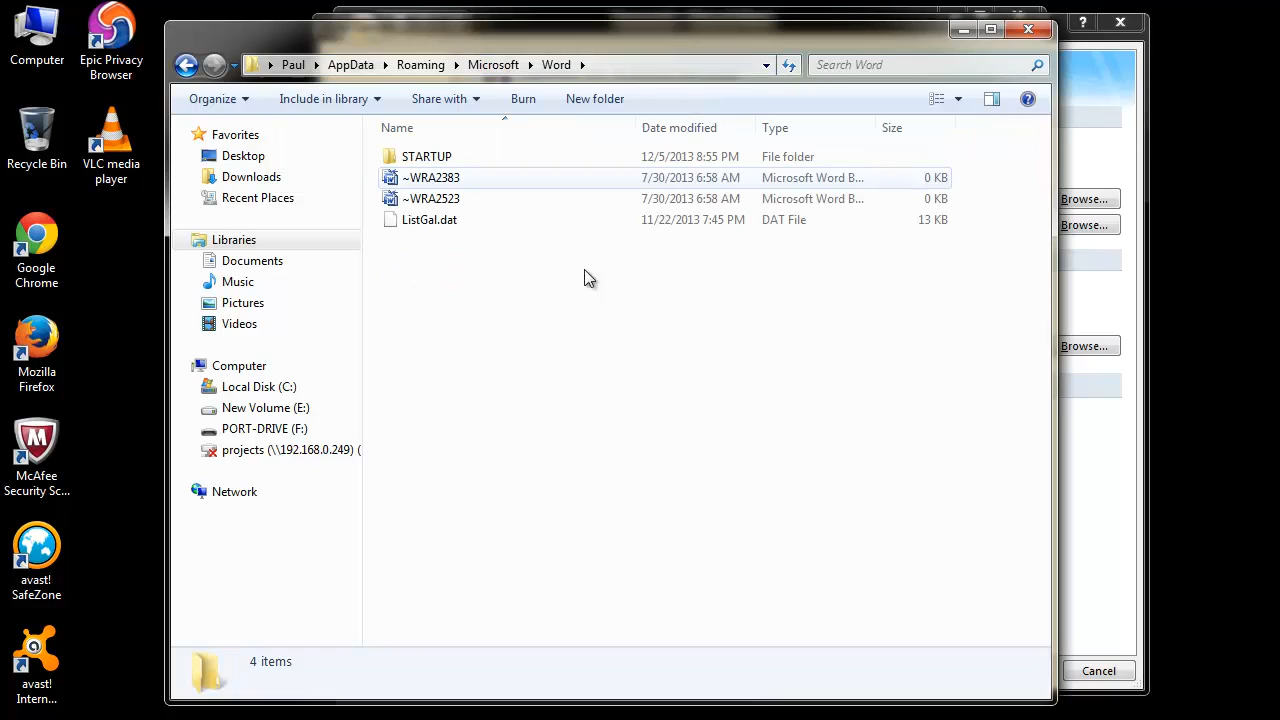 Computer
Epic Privacy
Browser
Recycle Bin
VLC media
player
Google
Chrome
Mozilla
Firefox
McAfee
Security Sc...
avast!
SafeZone
avast!
Intern...
Paul
AppData
Roaming
Microsoft
Word
Search Word
Organize
Include in library
Share with
Burn
New folder
Favorites
Desktop
Downloads
Recent Places
Libraries
Documents
Music
Pictures
Videos
Computer
Local Disk (C:)
New Volume (E:)
PORT-DRIVE (F:)
projects (\\192.168.0.249) (
Network
Name Date modified Type Size
STARTUP 12/5/2013 8:55 PM File folder
~WRA2383 7/30/2013 6:58 AM Microsoft Word B... 0 KB
~WRA2523 7/30/2013 6:58 AM Microsoft Word B... 0 KB
ListGal.dat 11/22/2013 7:45 PM DAT File 13 KB
4 items
Browse...
Browse...
Browse...
Cancel